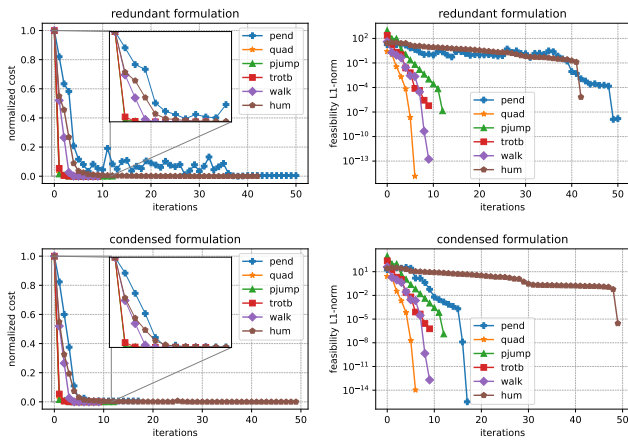 redundant formulation
normalized cost
1.0
0.8
0.6
0.4
0.2
0.0
pend
quad
pjump
trotb
walk
hum
0 10 20 30 40 50
iterations
redundant formulation
feasibility L1-norm
10²
10⁻¹
10⁻⁴
10⁻⁷
10⁻¹⁰
10⁻¹³
pend
quad
pjump
trotb
walk
hum
0 10 20 30 40 50
iterations
condensed formulation
normalized cost
1.0
0.8
0.6
0.4
0.2
0.0
pend
quad
pjump
trotb
walk
hum
0 10 20 30 40 50
iterations
condensed formulation
feasibility L1-norm
10¹
10⁻²
10⁻⁵
10⁻⁸
10⁻¹¹
10⁻¹⁴
pend
quad
pjump
trotb
walk
hum
0 10 20 30 40 50
iterations